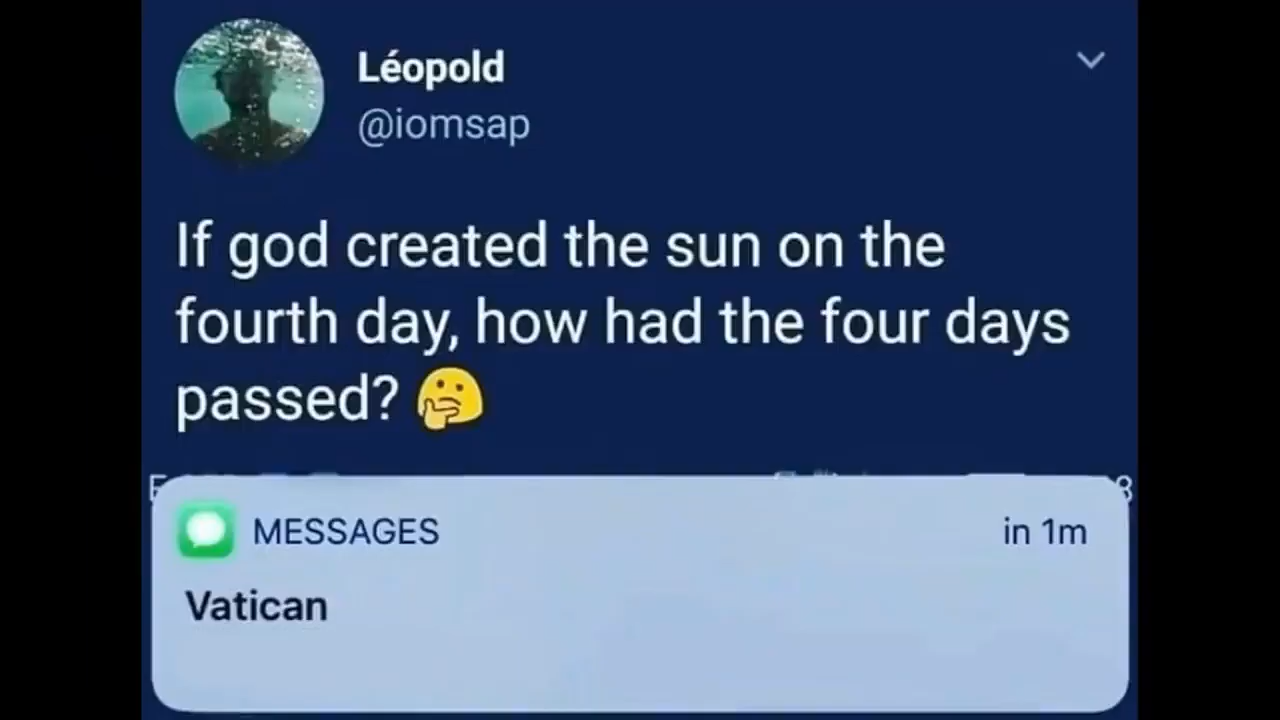 Léopold
@iomsap
If god created the sun on the
fourth day, how had the four days
passed? 🤔
MESSAGES
in 1m
Vatican